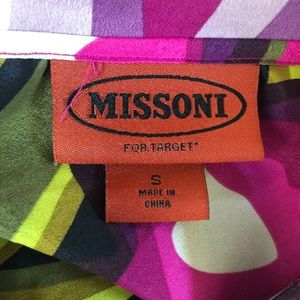 MISSONI
FOR TARGET*
S
MADE IN
CHINA